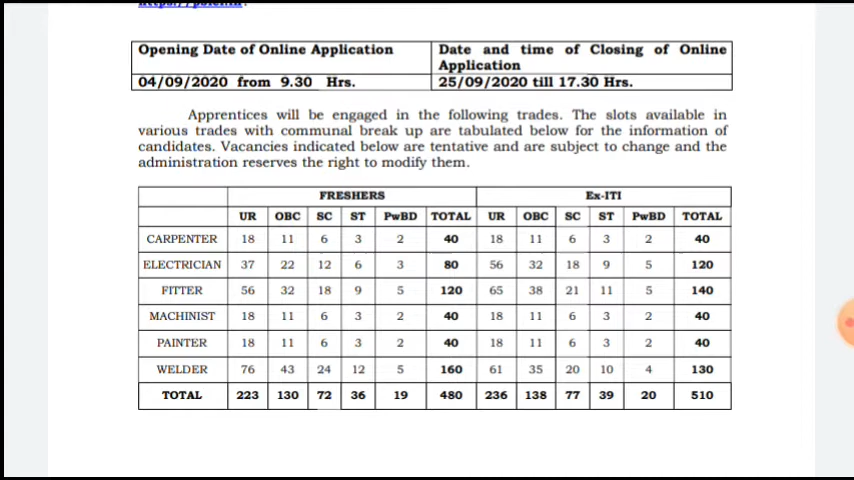 Opening Date of Online Application Date and time of Closing of Online
Application
04/09/2020 from 9.30 Hrs. 25/09/2020 till 17.30 Hrs.
Apprentices will be engaged in the following trades. The slots available in
various trades with communal break up are tabulated below for the information of
candidates. Vacancies indicated below are tentative and are subject to change and the
administration reserves the right to modify them.
FRESHERS Ex-ITI
UR OBC SC ST PwBD TOTAL UR OBC SC ST PwBD TOTAL
CARPENTER 18 11 6 3 2 40 18 11 6 3 2 40
ELECTRICIAN 37 22 12 6 3 80 56 32 18 9 5 120
FITTER 56 32 18 9 5 120 65 38 21 11 5 140
MACHINIST 18 11 6 3 2 40 18 11 6 3 2 40
PAINTER 18 11 6 3 2 40 18 11 6 3 2 40
WELDER 76 43 24 12 5 160 61 35 20 10 4 130
TOTAL 223 130 72 36 19 480 236 138 77 39 20 510